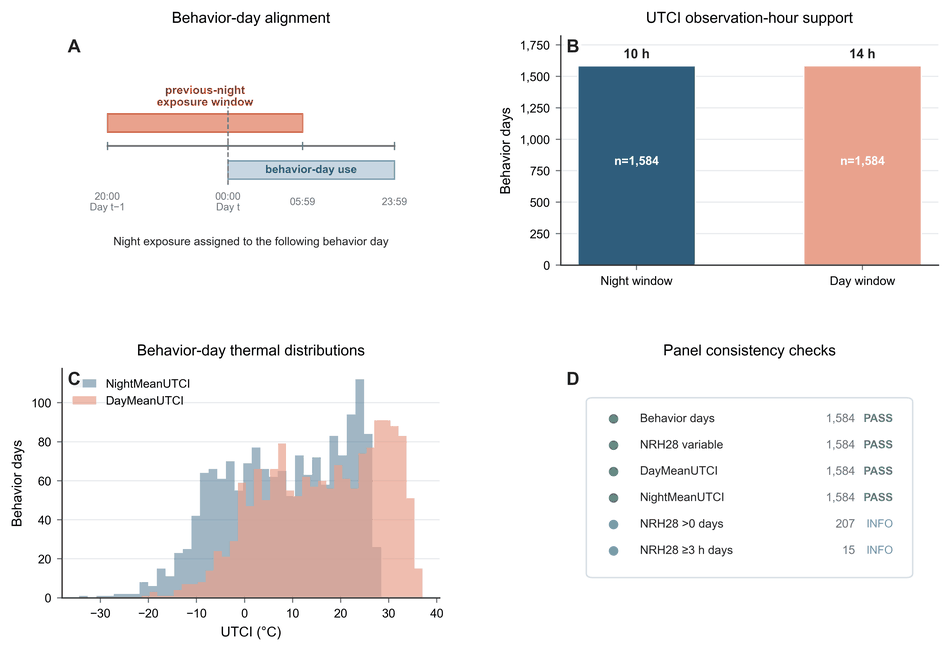 Behavior-day alignment
A
previous-night
exposure window
behavior-day use
20:00
Day t−1
00:00
Day t
05:59
23:59
Night exposure assigned to the following behavior day
UTCI observation-hour support
B
Behavior days
1,750
1,500
1,250
1,000
750
500
250
0
10 h
14 h
n=1,584
n=1,584
Night window
Day window
Behavior-day thermal distributions
C
NightMeanUTCI
DayMeanUTCI
Behavior days
100
80
60
40
20
0
−30
−20
−10
0
10
20
30
40
UTCI (°C)
Panel consistency checks
D
Behavior days 1,584 PASS
NRH28 variable 1,584 PASS
DayMeanUTCI 1,584 PASS
NightMeanUTCI 1,584 PASS
NRH28 >0 days 207 INFO
NRH28 ≥3 h days 15 INFO